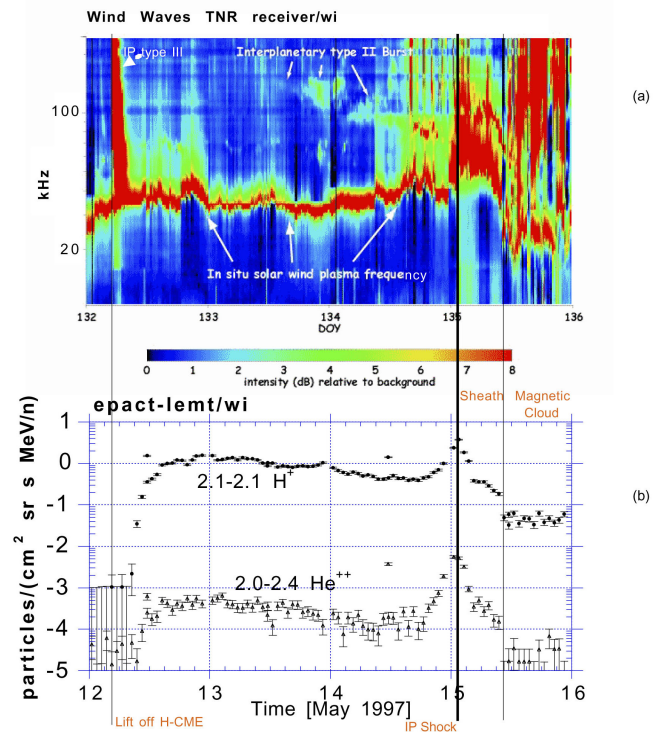 Wind Waves TNR receiver/wi
IP type III
Interplanetary type II Burst
(a)
100
kHz
20
In situ solar wind plasma frequency
132 133 134 135 136
DOY
0 1 2 3 4 5 6 7 8
intensity (dB) relative to background
epact-lemt/wi
Sheath
Magnetic
Cloud
1
0
-1
-2
-3
-4
-5
particles/(cm² sr s MeV/n)
2.1-2.1 H⁺
(b)
2.0-2.4 He⁺⁺
12 13 14 15 16
Time [May 1997]
Lift off H-CME
IP Shock